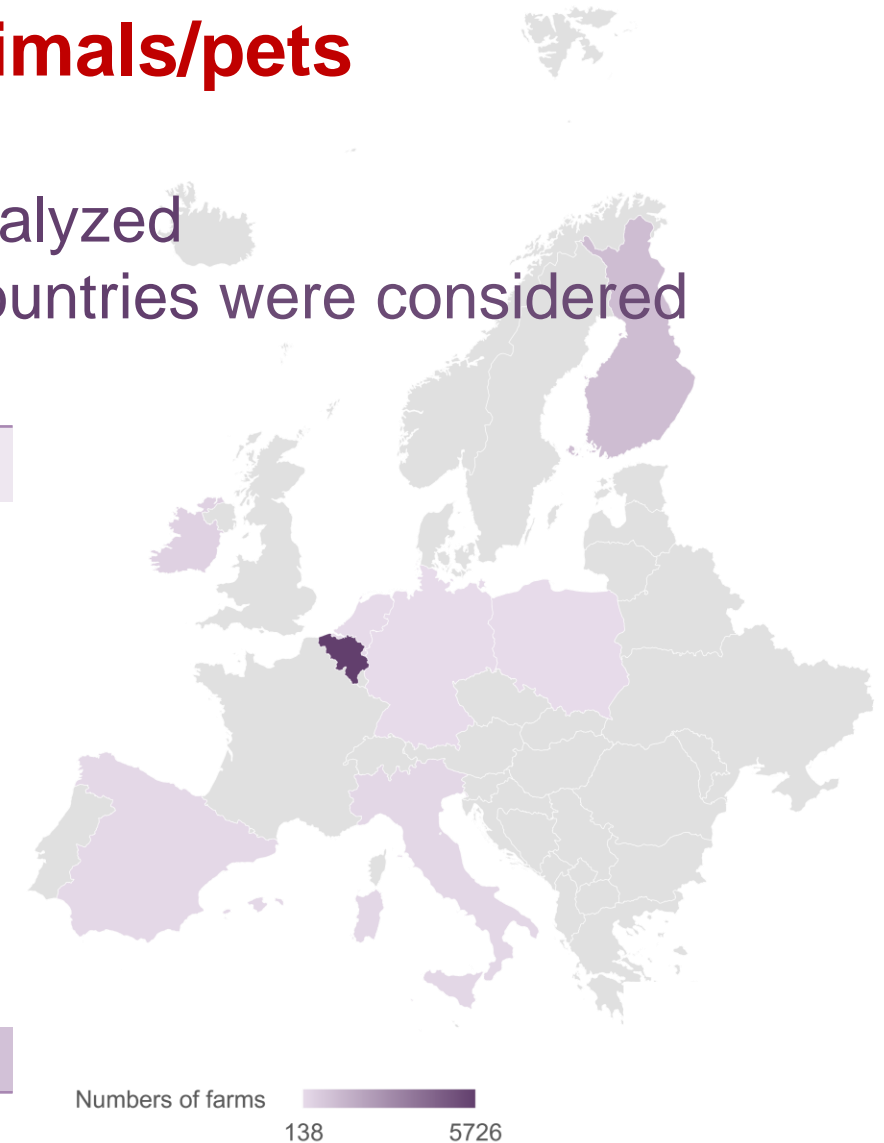 imals/pets
alyzed
ountries were considered
Numbers of farms
138 5726